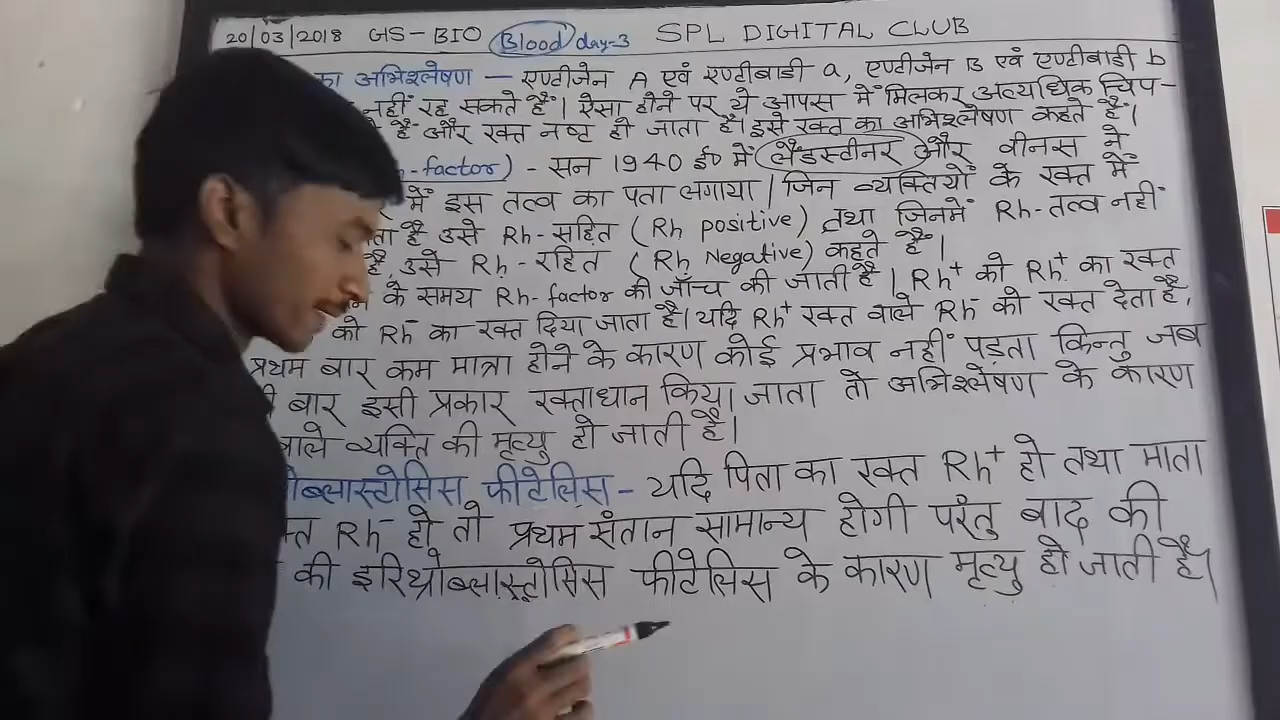 20/03/2018 GS-BIO Blood day-3 SPL DIGITAL CLUB
का अभिश्लेषण — एण्टीजेन A एवं एण्टीबाडी a, एण्टीजेन B एवं एण्टीबाडी b
नहीं रह सकते हैं। ऐसा होने पर ये आपस में मिलकर अत्यधिक चिप-
हैं और रक्त नष्ट हो जाता है। इसे रक्त का अभिश्लेषण कहते हैं।
-factor) - सन 1940 ई० में लैंडस्टीनर और वीनस ने
में इस तत्व का पता लगाया। जिन व्यक्तियों के रक्त में
है उसे Rh-सहित (Rh positive) तथा जिनमें Rh-तत्व नहीं
है, उसे Rh-रहित (Rh Negative) कहते हैं।
के समय Rh-factor की जाँच की जाती है। Rh+ को Rh+ का रक्त
को Rh- का रक्त दिया जाता है। यदि Rh+ रक्त वाले Rh- को रक्त देता है,
प्रथम बार कम मात्रा होने के कारण कोई प्रभाव नहीं पड़ता किन्तु जब
बार इसी प्रकार रक्ताधान किया जाता तो अभिश्लेषण के कारण
वाले व्यक्ति की मृत्यु हो जाती है।
ोब्लास्टोसिस फीटेलिस - यदि पिता का रक्त Rh+ हो तथा माता
क्त Rh- हो तो प्रथम संतान सामान्य होगी परंतु बाद की
की इरिथ्रोब्लास्टोसिस फीटेलिस के कारण मृत्यु हो जाती है।